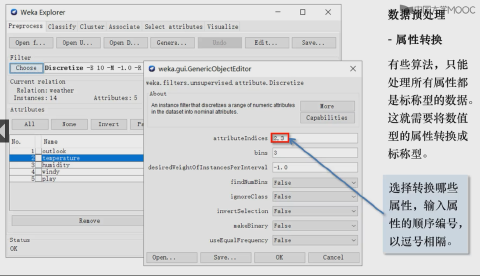 中国大学MOOC
Weka Explorer
Preprocess Classify Cluster Associate Select attributes Visualize
Open f... Open U... Open D... Genera... Undo Edit... Save...
Filter
Choose Discretize -B 10 -M -1.0 -R
Current relation
Relation: weather
Instances: 14 Attributes: 5
Attributes
All None Invert
No. Name
1 outlook
2 temperature
3 humidity
4 windy
5 play
Remove
Status
OK
weka.gui.GenericObjectEditor
weka.filters.unsupervised.attribute.Discretize
About
An instance filter that discretizes a range of numeric attributes
in the dataset into nominal attributes.
More
Capabilities
attributeIndices 2,3
bins 3
desiredWeightOfInstancesPerInterval -1.0
findNumBins False
ignoreClass False
invertSelection False
makeBinary False
useEqualFrequency False
Open... Save... OK Cancel
数据预处理
- 属性转换
有些算法，只能
处理所有属性都
是标称型的数据。
这就需要将数值
型的属性转换成
标称型。
选择转换哪些
属性，输入属
性的顺序编号，
以逗号相隔。